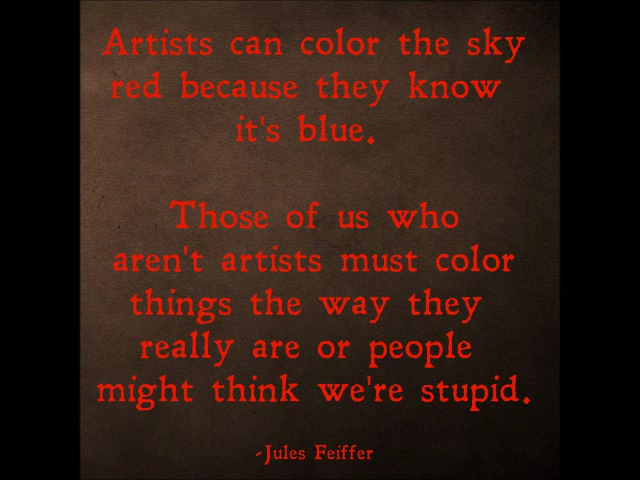 Artists can color the sky
red because they know
it's blue.
Those of us who
aren't artists must color
things the way they
really are or people
might think we're stupid.
-Jules Feiffer